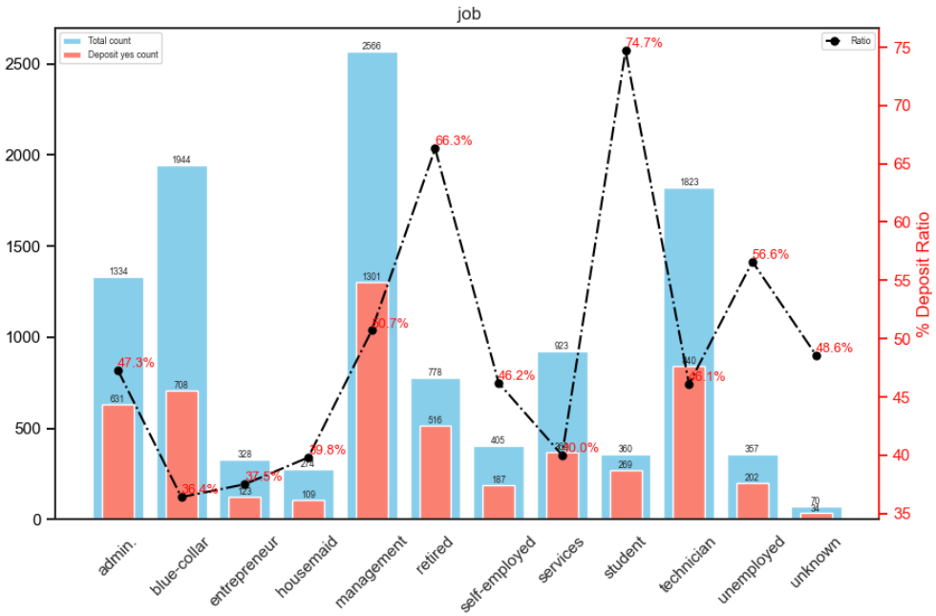 job
Total count
Deposit yes count
Ratio
2500
2000
1500
1000
500
0
75
70
65
60
55
50
45
40
35
% Deposit Ratio
1334
631
47.3%
1944
708
36.4%
328
123
37.5%
274
109
39.8%
2566
1301
50.7%
778
516
66.3%
405
187
46.2%
923
40.0%
360
269
74.7%
1823
840
46.1%
357
202
56.6%
70
34
48.6%
admin.
blue-collar
entrepreneur
housemaid
management
retired
self-employed
services
student
technician
unemployed
unknown